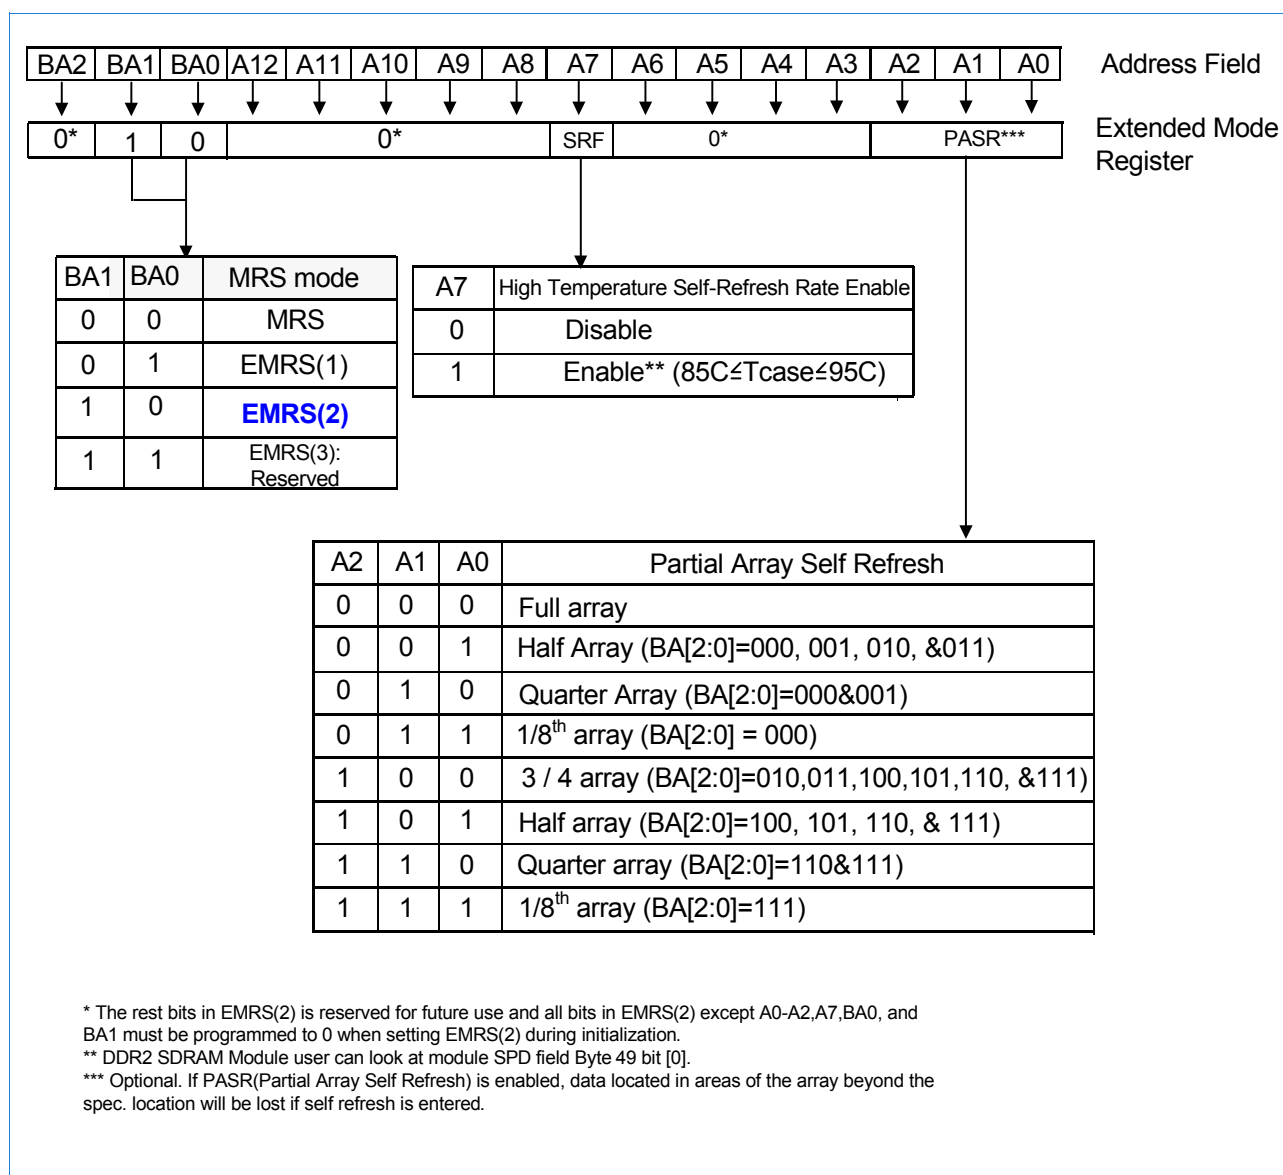 BA2 BA1 BA0 A12 A11 A10 A9 A8 A7 A6 A5 A4 A3 A2 A1 A0 Address Field
0* 1 0 0* SRF 0* PASR*** Extended Mode
Register
BA1 BA0 MRS mode
0 0 MRS
0 1 EMRS(1)
1 0 EMRS(2)
1 1 EMRS(3):
Reserved
A7 High Temperature Self-Refresh Rate Enable
0 Disable
1 Enable** (85C≤Tcase≤95C)
A2 A1 A0 Partial Array Self Refresh
0 0 0 Full array
0 0 1 Half Array (BA[2:0]=000, 001, 010, &011)
0 1 0 Quarter Array (BA[2:0]=000&001)
0 1 1 1/8th array (BA[2:0] = 000)
1 0 0 3 / 4 array (BA[2:0]=010,011,100,101,110, &111)
1 0 1 Half array (BA[2:0]=100, 101, 110, & 111)
1 1 0 Quarter array (BA[2:0]=110&111)
1 1 1 1/8th array (BA[2:0]=111)
* The rest bits in EMRS(2) is reserved for future use and all bits in EMRS(2) except A0-A2,A7,BA0, and
BA1 must be programmed to 0 when setting EMRS(2) during initialization.
** DDR2 SDRAM Module user can look at module SPD field Byte 49 bit [0].
*** Optional. If PASR(Partial Array Self Refresh) is enabled, data located in areas of the array beyond the
spec. location will be lost if self refresh is entered.